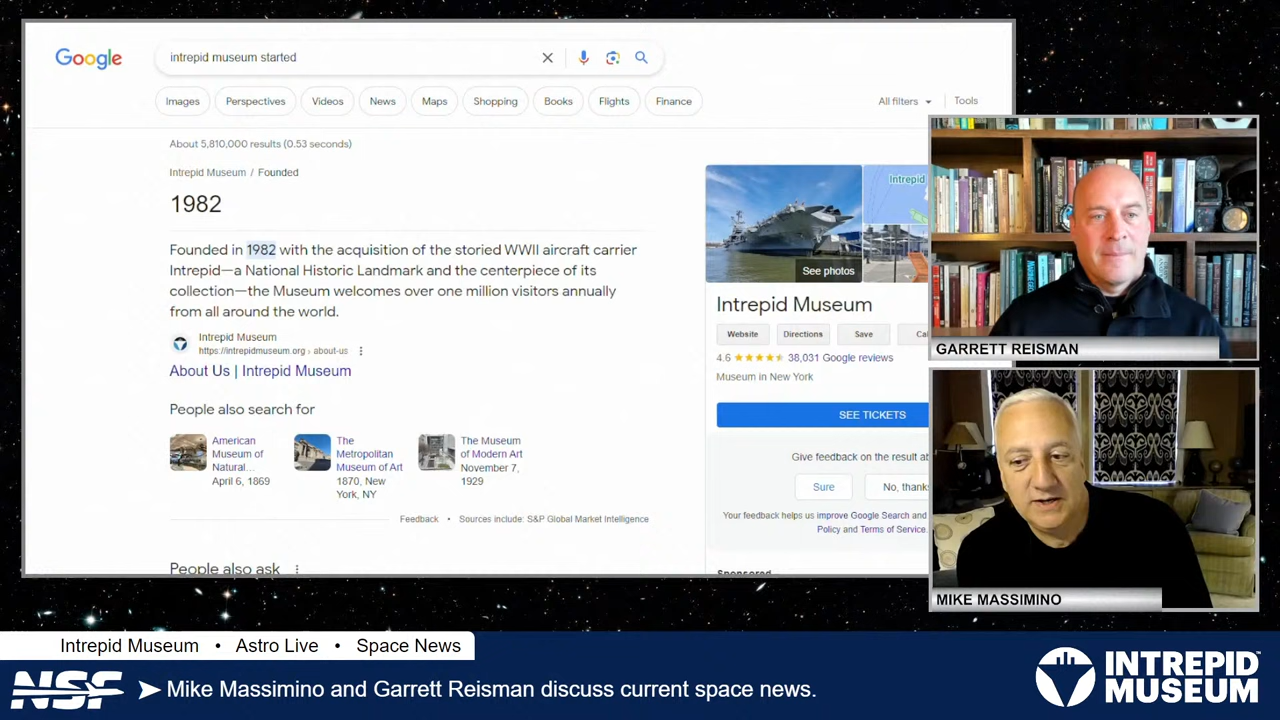 Google
intrepid museum started
Images
Perspectives
Videos
News
Maps
Shopping
Books
Flights
Finance
All filters
Tools
About 5,810,000 results (0.53 seconds)
Intrepid Museum / Founded
1982
Founded in 1982 with the acquisition of the storied WWII aircraft carrier
Intrepid—a National Historic Landmark and the centerpiece of its
collection—the Museum welcomes over one million visitors annually
from all around the world.
Intrepid Museum
https://intrepidmuseum.org › about-us
About Us | Intrepid Museum
People also search for
American
Museum of
Natural...
April 6, 1869
The
Metropolitan
Museum of Art
1870, New
York, NY
The Museum
of Modern Art
November 7,
1929
Feedback • Sources include: S&P Global Market Intelligence
People also ask
Intrepid
See photos
Intrepid Museum
Website
Directions
Save
4.6 38,031 Google reviews
Museum in New York
SEE TICKETS
Give feedback on the result
Sure
No, thanks
Your feedback helps us improve Google Search and
Policy and Terms of Service.
Sponsored
GARRETT REISMAN
MIKE MASSIMINO
Intrepid Museum • Astro Live • Space News
NSF
Mike Massimino and Garrett Reisman discuss current space news.
INTREPID
MUSEUM™